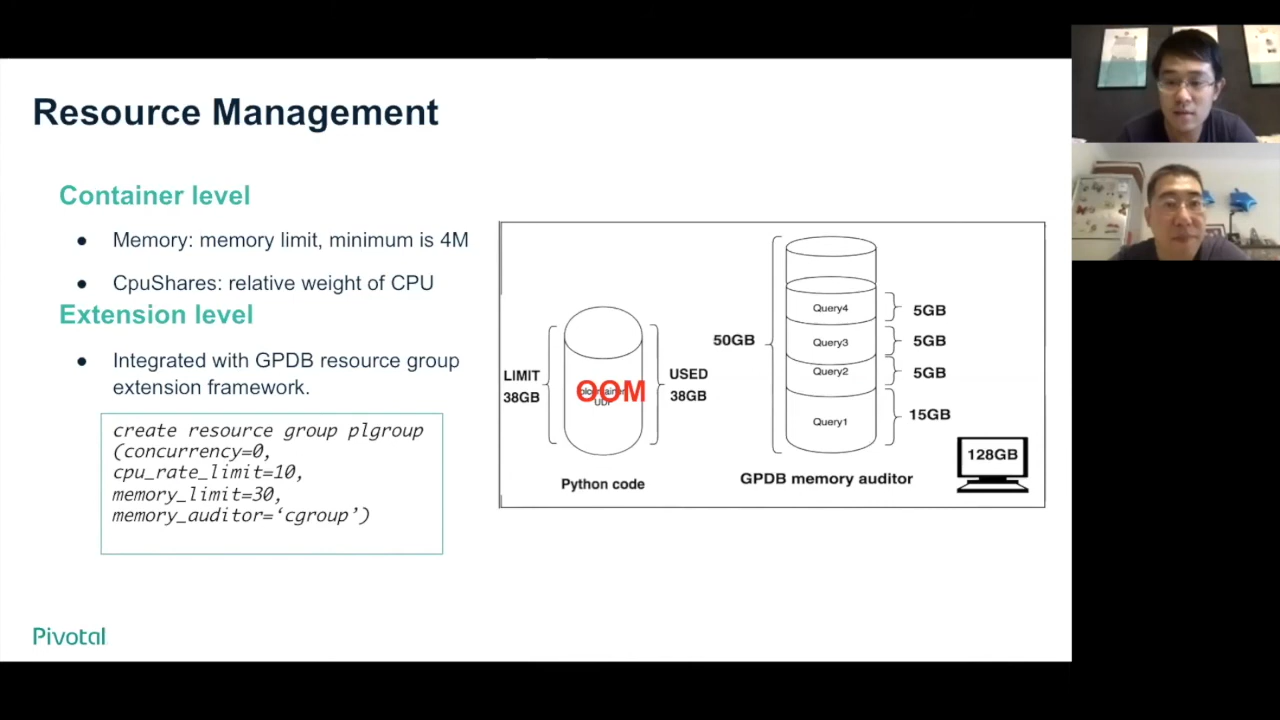 Resource Management
Container level
● Memory: memory limit, minimum is 4M
● CpuShares: relative weight of CPU
Extension level
● Integrated with GPDB resource group
extension framework.
create resource group plgroup
(concurrency=0,
cpu_rate_limit=10,
memory_limit=30,
memory_auditor=‘cgroup’)
LIMIT
38GB
OOM
UDF
USED
38GB
Python code
50GB
Query4
5GB
Query3
5GB
Query2
5GB
Query1
15GB
GPDB memory auditor
128GB
Pivotal